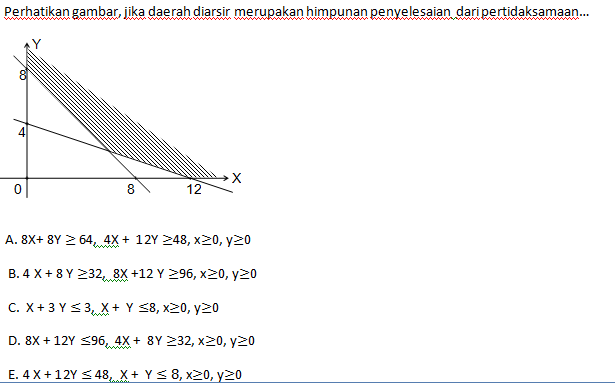 Perhatikan gambar, jika daerah diarsir merupakan himpunan penyelesaian dari pertidaksamaan...
Y
8
4
X
0
8
12
A. 8X+ 8Y ≥ 64, 4X + 12Y ≥48, x≥0, y≥0
B. 4 X + 8 Y ≥32, 8X +12 Y ≥96, x≥0, y≥0
C. X + 3 Y ≤ 3, X + Y ≤8, x≥0, y≥0
D. 8X + 12Y ≤96, 4X + 8Y ≥32, x≥0, y≥0
E. 4 X + 12Y ≤ 48, X + Y ≤ 8, x≥0, y≥0